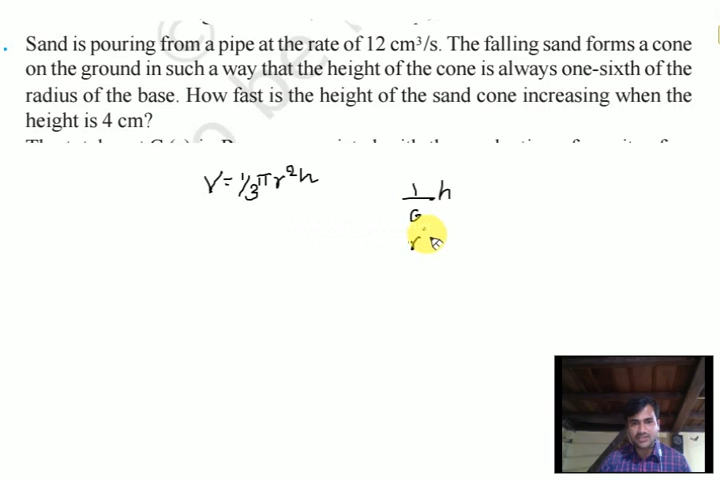 . Sand is pouring from a pipe at the rate of 12 cm³/s. The falling sand forms a cone
on the ground in such a way that the height of the cone is always one-sixth of the
radius of the base. How fast is the height of the sand cone increasing when the
height is 4 cm?
V = 1/3 πr²h
1/6 h
r